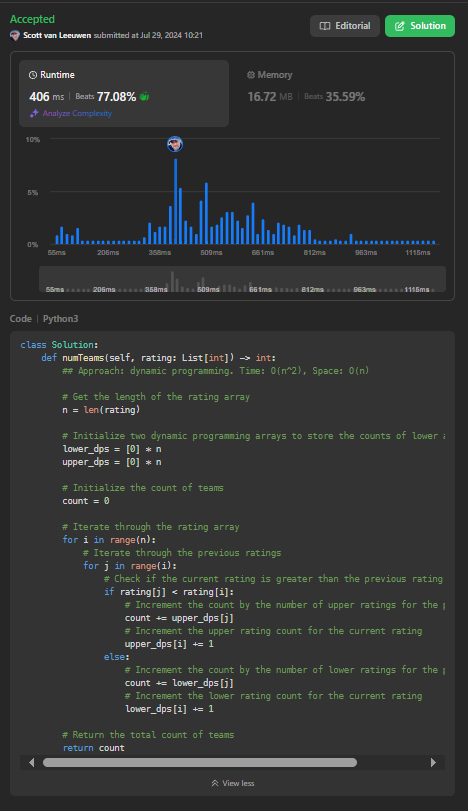 Accepted
Scott van Leeuwen submitted at Jul 29, 2024 10:21
Editorial
Solution
Runtime
406 ms | Beats 77.08%
Analyze Complexity
Memory
16.72 MB | Beats 35.59%
10%
5%
0%
55ms 206ms 358ms 509ms 661ms 812ms 963ms 1115ms
55ms 206ms 358ms 509ms 661ms 812ms 963ms 1115ms
Code | Python3
class Solution:
    def numTeams(self, rating: List[int]) -> int:
        ## Approach: dynamic programming. Time: O(n^2), Space: O(n)
        # Get the length of the rating array
        n = len(rating)
        # Initialize two dynamic programming arrays to store the counts of lower
        lower_dps = [0] * n
        upper_dps = [0] * n
        # Initialize the count of teams
        count = 0
        # Iterate through the rating array
        for i in range(n):
            # Iterate through the previous ratings
            for j in range(i):
                # Check if the current rating is greater than the previous rating
                if rating[j] < rating[i]:
                    # Increment the count by the number of upper ratings for the
                    count += upper_dps[j]
                    # Increment the upper rating count for the current rating
                    upper_dps[i] += 1
                else:
                    # Increment the count by the number of lower ratings for the
                    count += lower_dps[j]
                    # Increment the lower rating count for the current rating
                    lower_dps[i] += 1
        # Return the total count of teams
        return count
View less